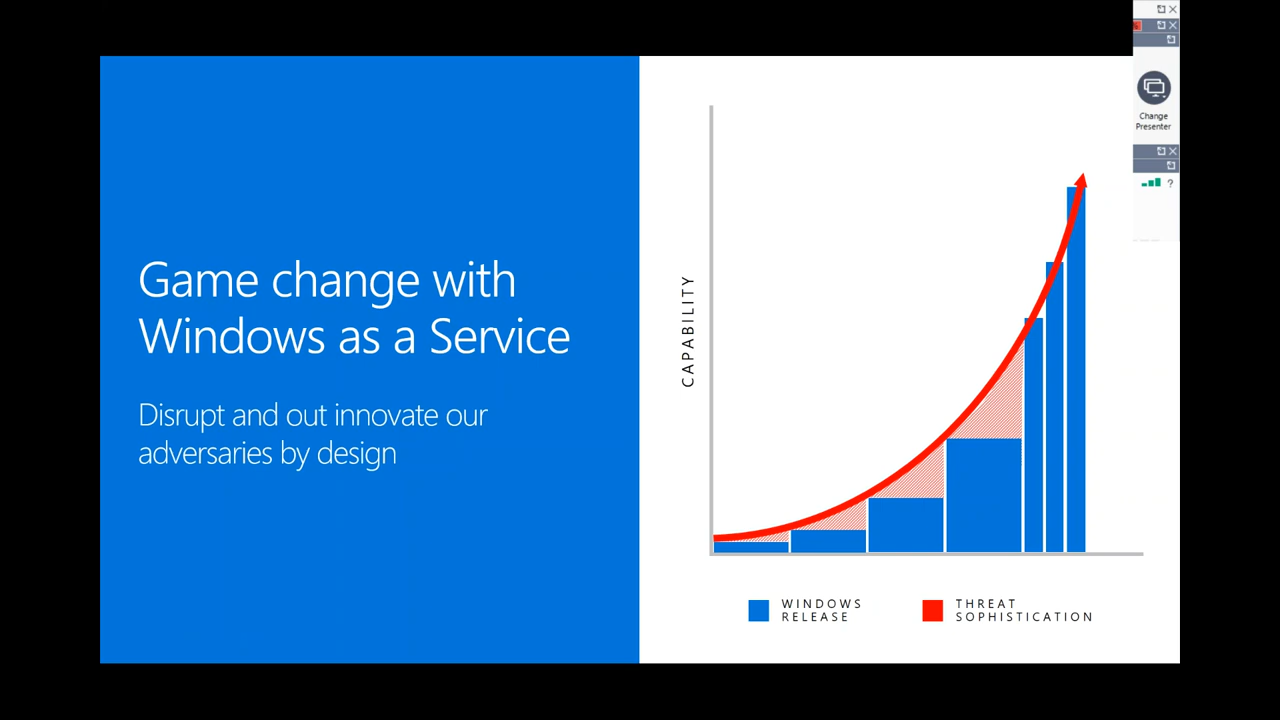 Game change with
Windows as a Service
Disrupt and out innovate our
adversaries by design
CAPABILITY
WINDOWS
RELEASE
THREAT
SOPHISTICATION
Change
Presenter
?